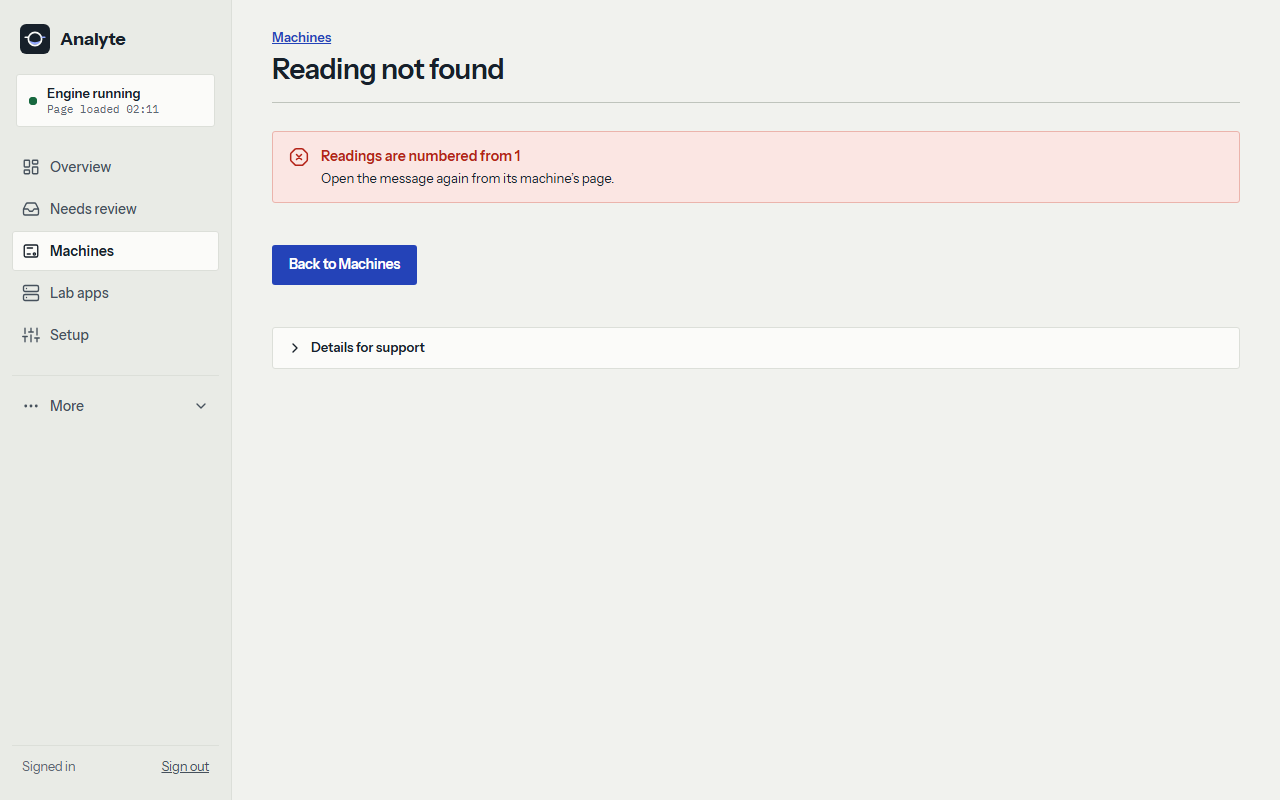 Analyte
Engine running
Page loaded 02:11
Overview
Needs review
Machines
Lab apps
Setup
More
Signed in
Sign out
Machines
Reading not found
Readings are numbered from 1
Open the message again from its machine's page.
Back to Machines
Details for support